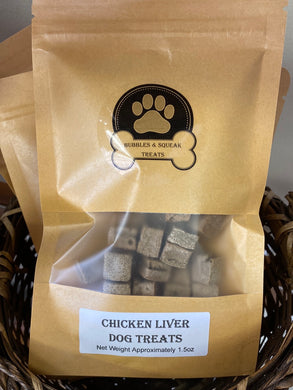 BUBBLES & SQUEAK
TREATS
CHICKEN LIVER
DOG TREATS
Net Weight Approximately 1.5oz